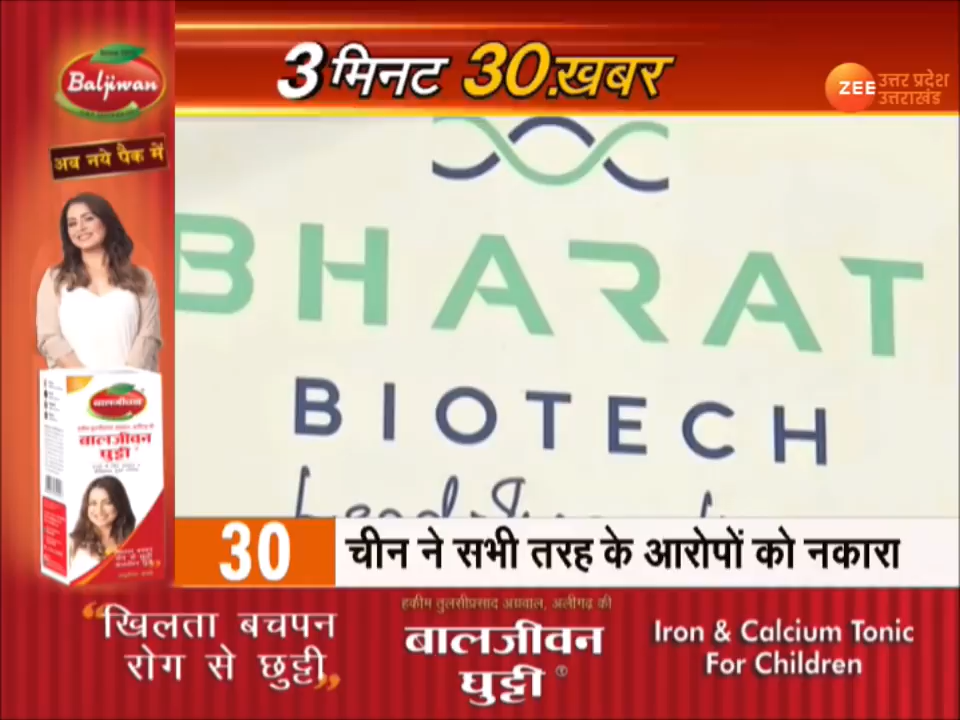 Baljiwan
अब नये पैक में
3 मिनट 30 ख़बर
ZEE
उत्तर प्रदेश
उत्तराखंड
BHARAT
BIOTECH
बालजीवन
घुट्टी
30
चीन ने सभी तरह के आरोपों को नकारा
“खिलता बचपन
रोग से छुट्टी„
हकीम तुलसीप्रसाद अग्रवाल, अलीगढ़ की
बालजीवन
घुट्टी®
Iron & Calcium Tonic
For Children